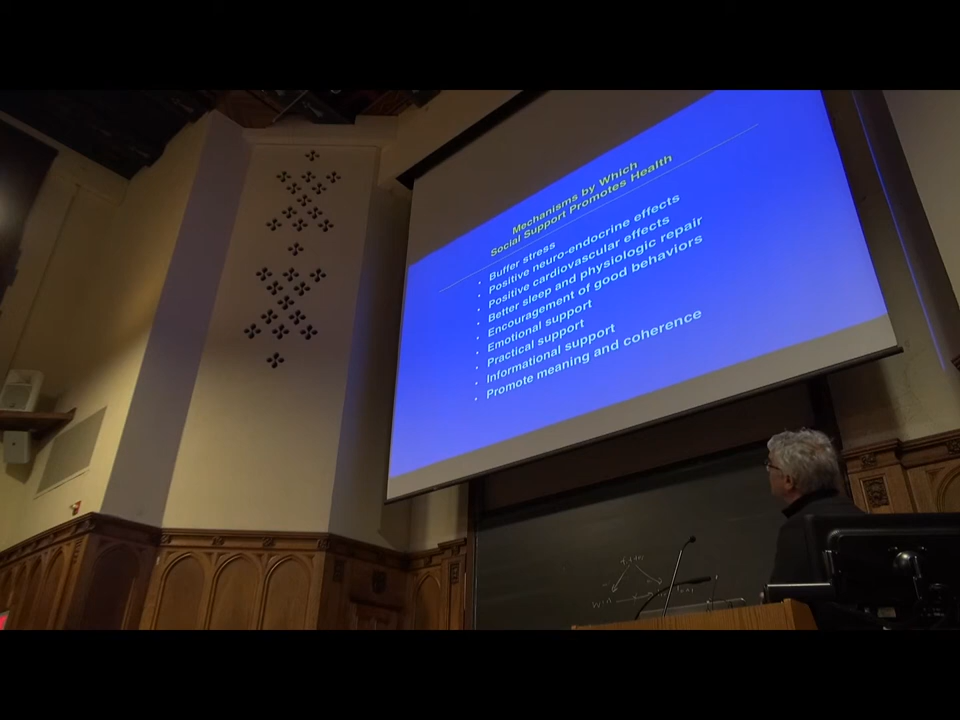 Mechanisms by Which
Social Support Promotes Health
• Buffer stress
• Positive neuro-endocrine effects
• Positive cardiovascular effects
• Better sleep and physiologic repair
• Encouragement of good behaviors
• Emotional support
• Practical support
• Informational support
• Promote meaning and coherence